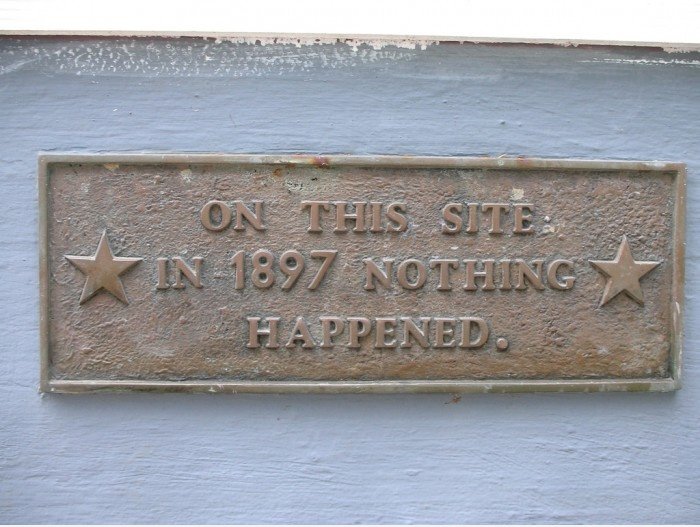 ON THIS SITE
IN 1897 NOTHING
HAPPENED.